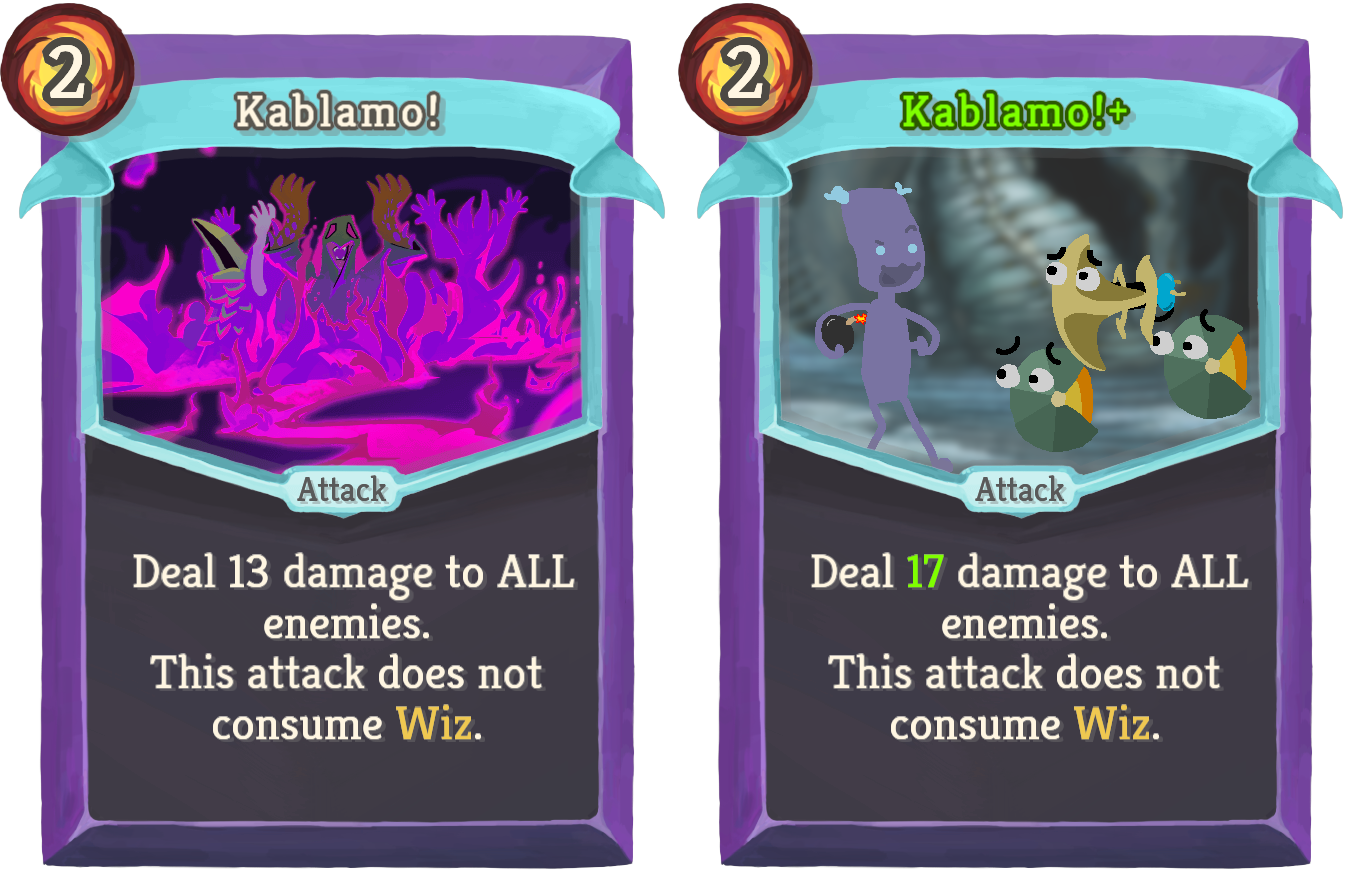 2
Kablamo!
Attack
Deal 13 damage to ALL
enemies.
This attack does not
consume Wiz.
2
Kablamo!+
Attack
Deal 17 damage to ALL
enemies.
This attack does not
consume Wiz.